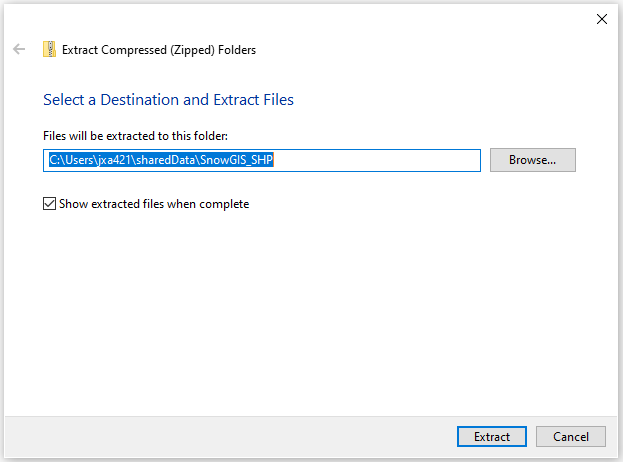 Extract Compressed (Zipped) Folders
Select a Destination and Extract Files
Files will be extracted to this folder:
C:\Users\jxa421\sharedData\SnowGIS_SHP
Browse...
Show extracted files when complete
Extract
Cancel